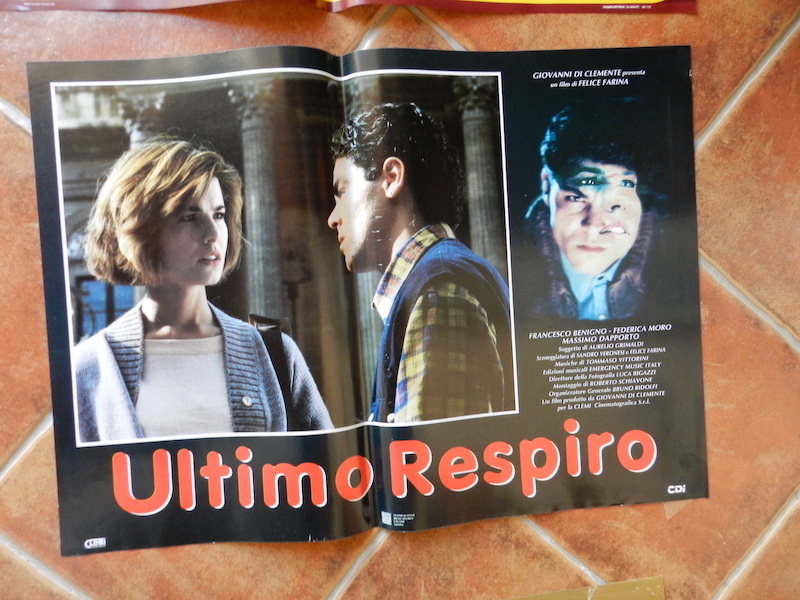 GIOVANNI DI CLEMENTE presenta
un film di FELICE FARINA
FRANCESCO BENIGNO - FEDERICA MORO
MASSIMO DAPPORTO
Soggetto di AURELIO GRIMALDI
Sceneggiatura di SANDRO VERONESI e FELICE FARINA
Musiche di TOMMASO VITTORINI
Edizioni musicali EMERGENCY MUSIC ITALY
Direttore della Fotografia LUCA BIGAZZI
Montaggio di ROBERTO SCHIAVONE
Organizzatore Generale BRUNO RIDOLFI
Un film prodotto da GIOVANNI DI CLEMENTE
per la CLEMI Cinematografica S.r.l.
Ultimo Respiro
CDi